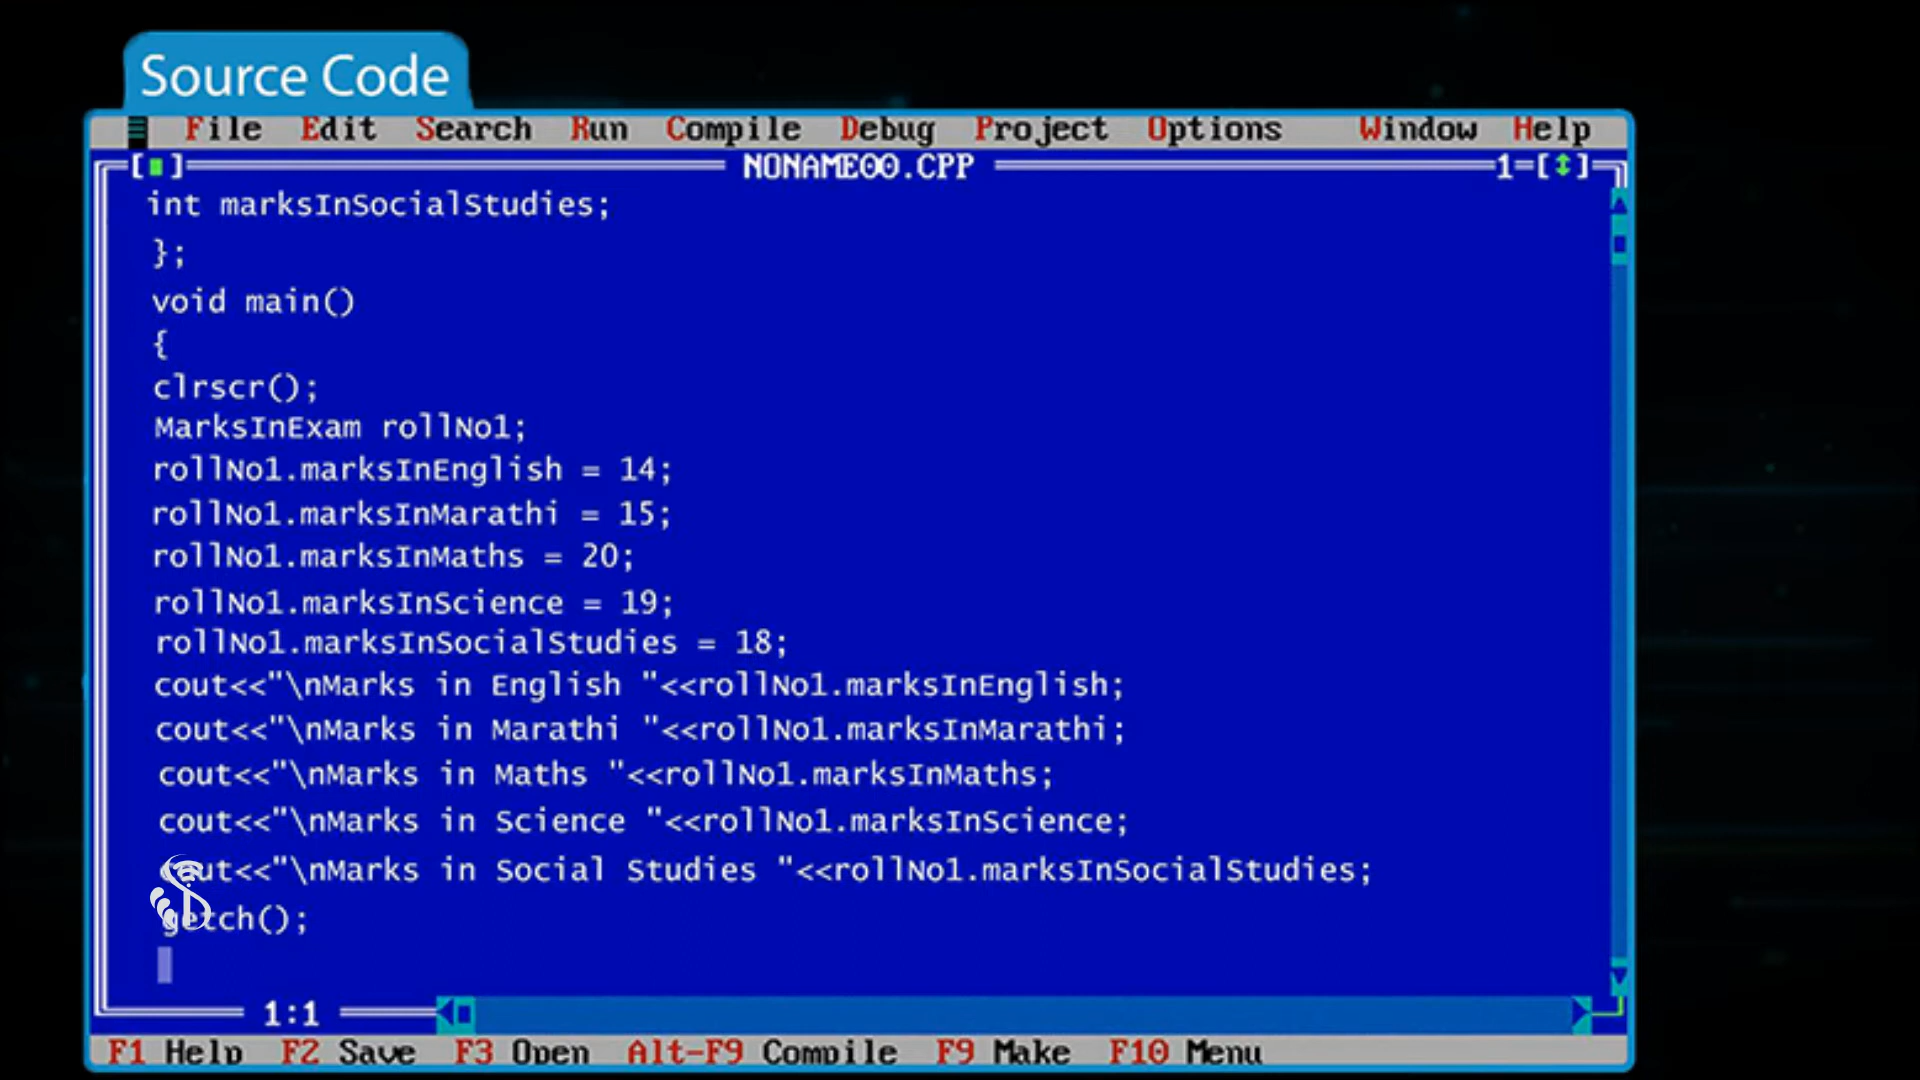 Source Code
File Edit Search Run Compile Debug Project Options Window Help
NONAME00.CPP 1
int marksInSocialStudies;
};
void main()
{
clrscr();
MarksInExam rollNo1;
rollNo1.marksInEnglish = 14;
rollNo1.marksInMarathi = 15;
rollNo1.marksInMaths = 20;
rollNo1.marksInScience = 19;
rollNo1.marksInSocialStudies = 18;
cout<<"\nMarks in English "<<rollNo1.marksInEnglish;
cout<<"\nMarks in Marathi "<<rollNo1.marksInMarathi;
cout<<"\nMarks in Maths "<<rollNo1.marksInMaths;
cout<<"\nMarks in Science "<<rollNo1.marksInScience;
cout<<"\nMarks in Social Studies "<<rollNo1.marksInSocialStudies;
getch();
1:1
F1 Help F2 Save F3 Open Alt-F9 Compile F9 Make F10 Menu